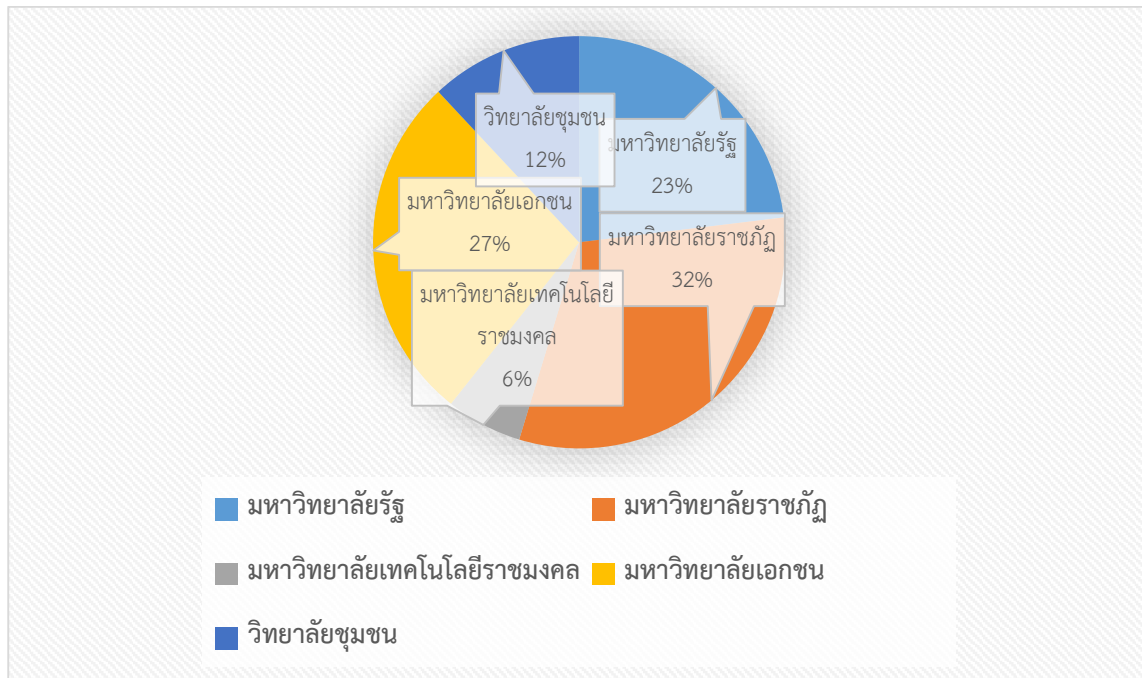 วิทยาลัยชุมชน
12%
มหาวิทยาลัยรัฐ
23%
มหาวิทยาลัยเอกชน
27%
มหาวิทยาลัยราชภัฏ
32%
มหาวิทยาลัยเทคโนโลยี
ราชมงคล
6%
มหาวิทยาลัยรัฐ
มหาวิทยาลัยราชภัฏ
มหาวิทยาลัยเทคโนโลยีราชมงคล
มหาวิทยาลัยเอกชน
วิทยาลัยชุมชน